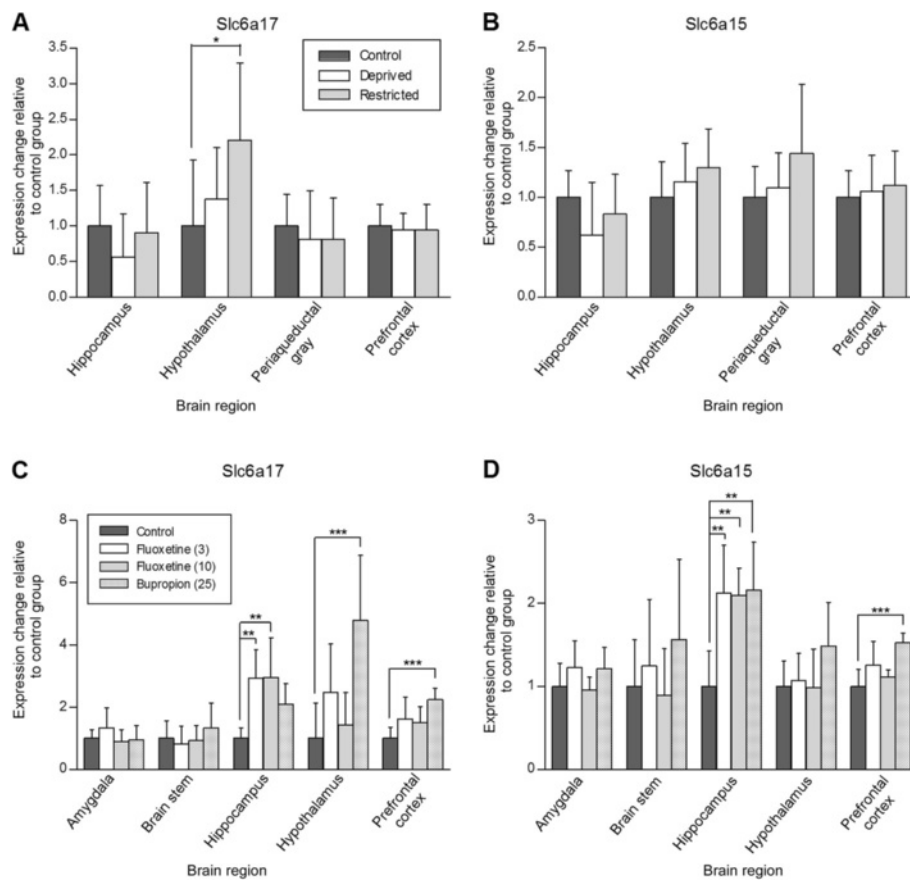 A
Slc6a17
Expression change relative
to control group
3.5
3.0
2.5
2.0
1.5
1.0
0.5
0.0
*
Control
Deprived
Restricted
Hippocampus
Hypothalamus
Periaqueductal
gray
Prefrontal
cortex
Brain region
B
Slc6a15
Expression change relative
to control group
2.5
2.0
1.5
1.0
0.5
0.0
Hippocampus
Hypothalamus
Periaqueductal
gray
Prefrontal
cortex
Brain region
C
Slc6a17
Expression change relative
to control group
8
6
4
2
0
Control
Fluoxetine (3)
Fluoxetine (10)
Bupropion (25)
**
**
***
***
Amygdala
Brain stem
Hippocampus
Hypothalamus
Prefrontal
cortex
Brain region
D
Slc6a15
Expression change relative
to control group
3
2
1
0
**
**
**
***
Amygdala
Brain stem
Hippocampus
Hypothalamus
Prefrontal
cortex
Brain region